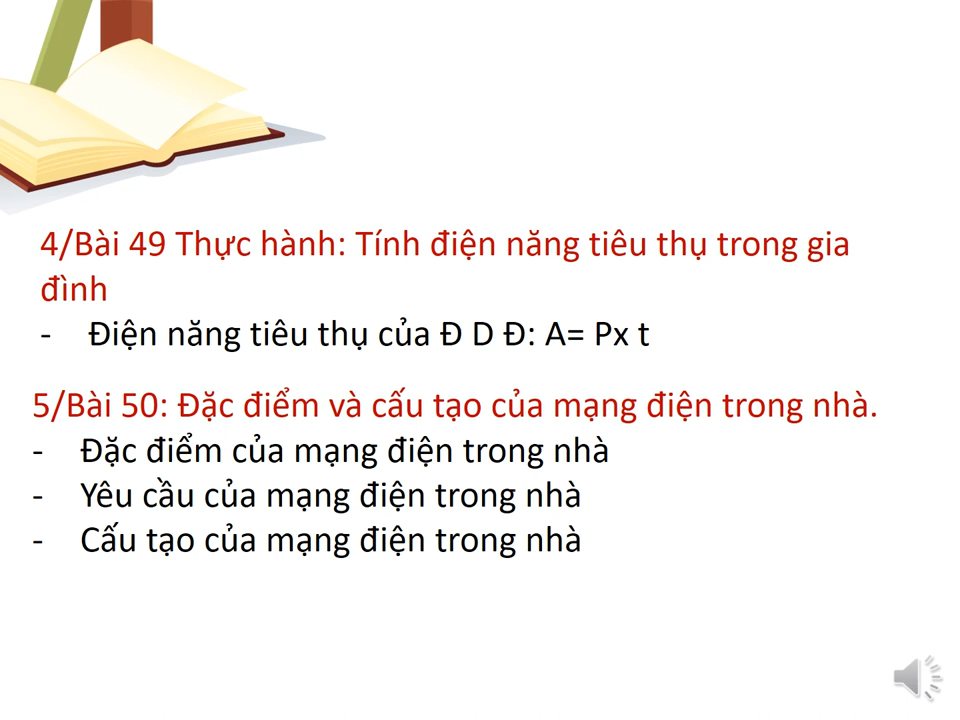 4/Bài 49 Thực hành: Tính điện năng tiêu thụ trong gia
đình
- Điện năng tiêu thụ của Đ D Đ: A= Px t
5/Bài 50: Đặc điểm và cấu tạo của mạng điện trong nhà.
- Đặc điểm của mạng điện trong nhà
- Yêu cầu của mạng điện trong nhà
- Cấu tạo của mạng điện trong nhà